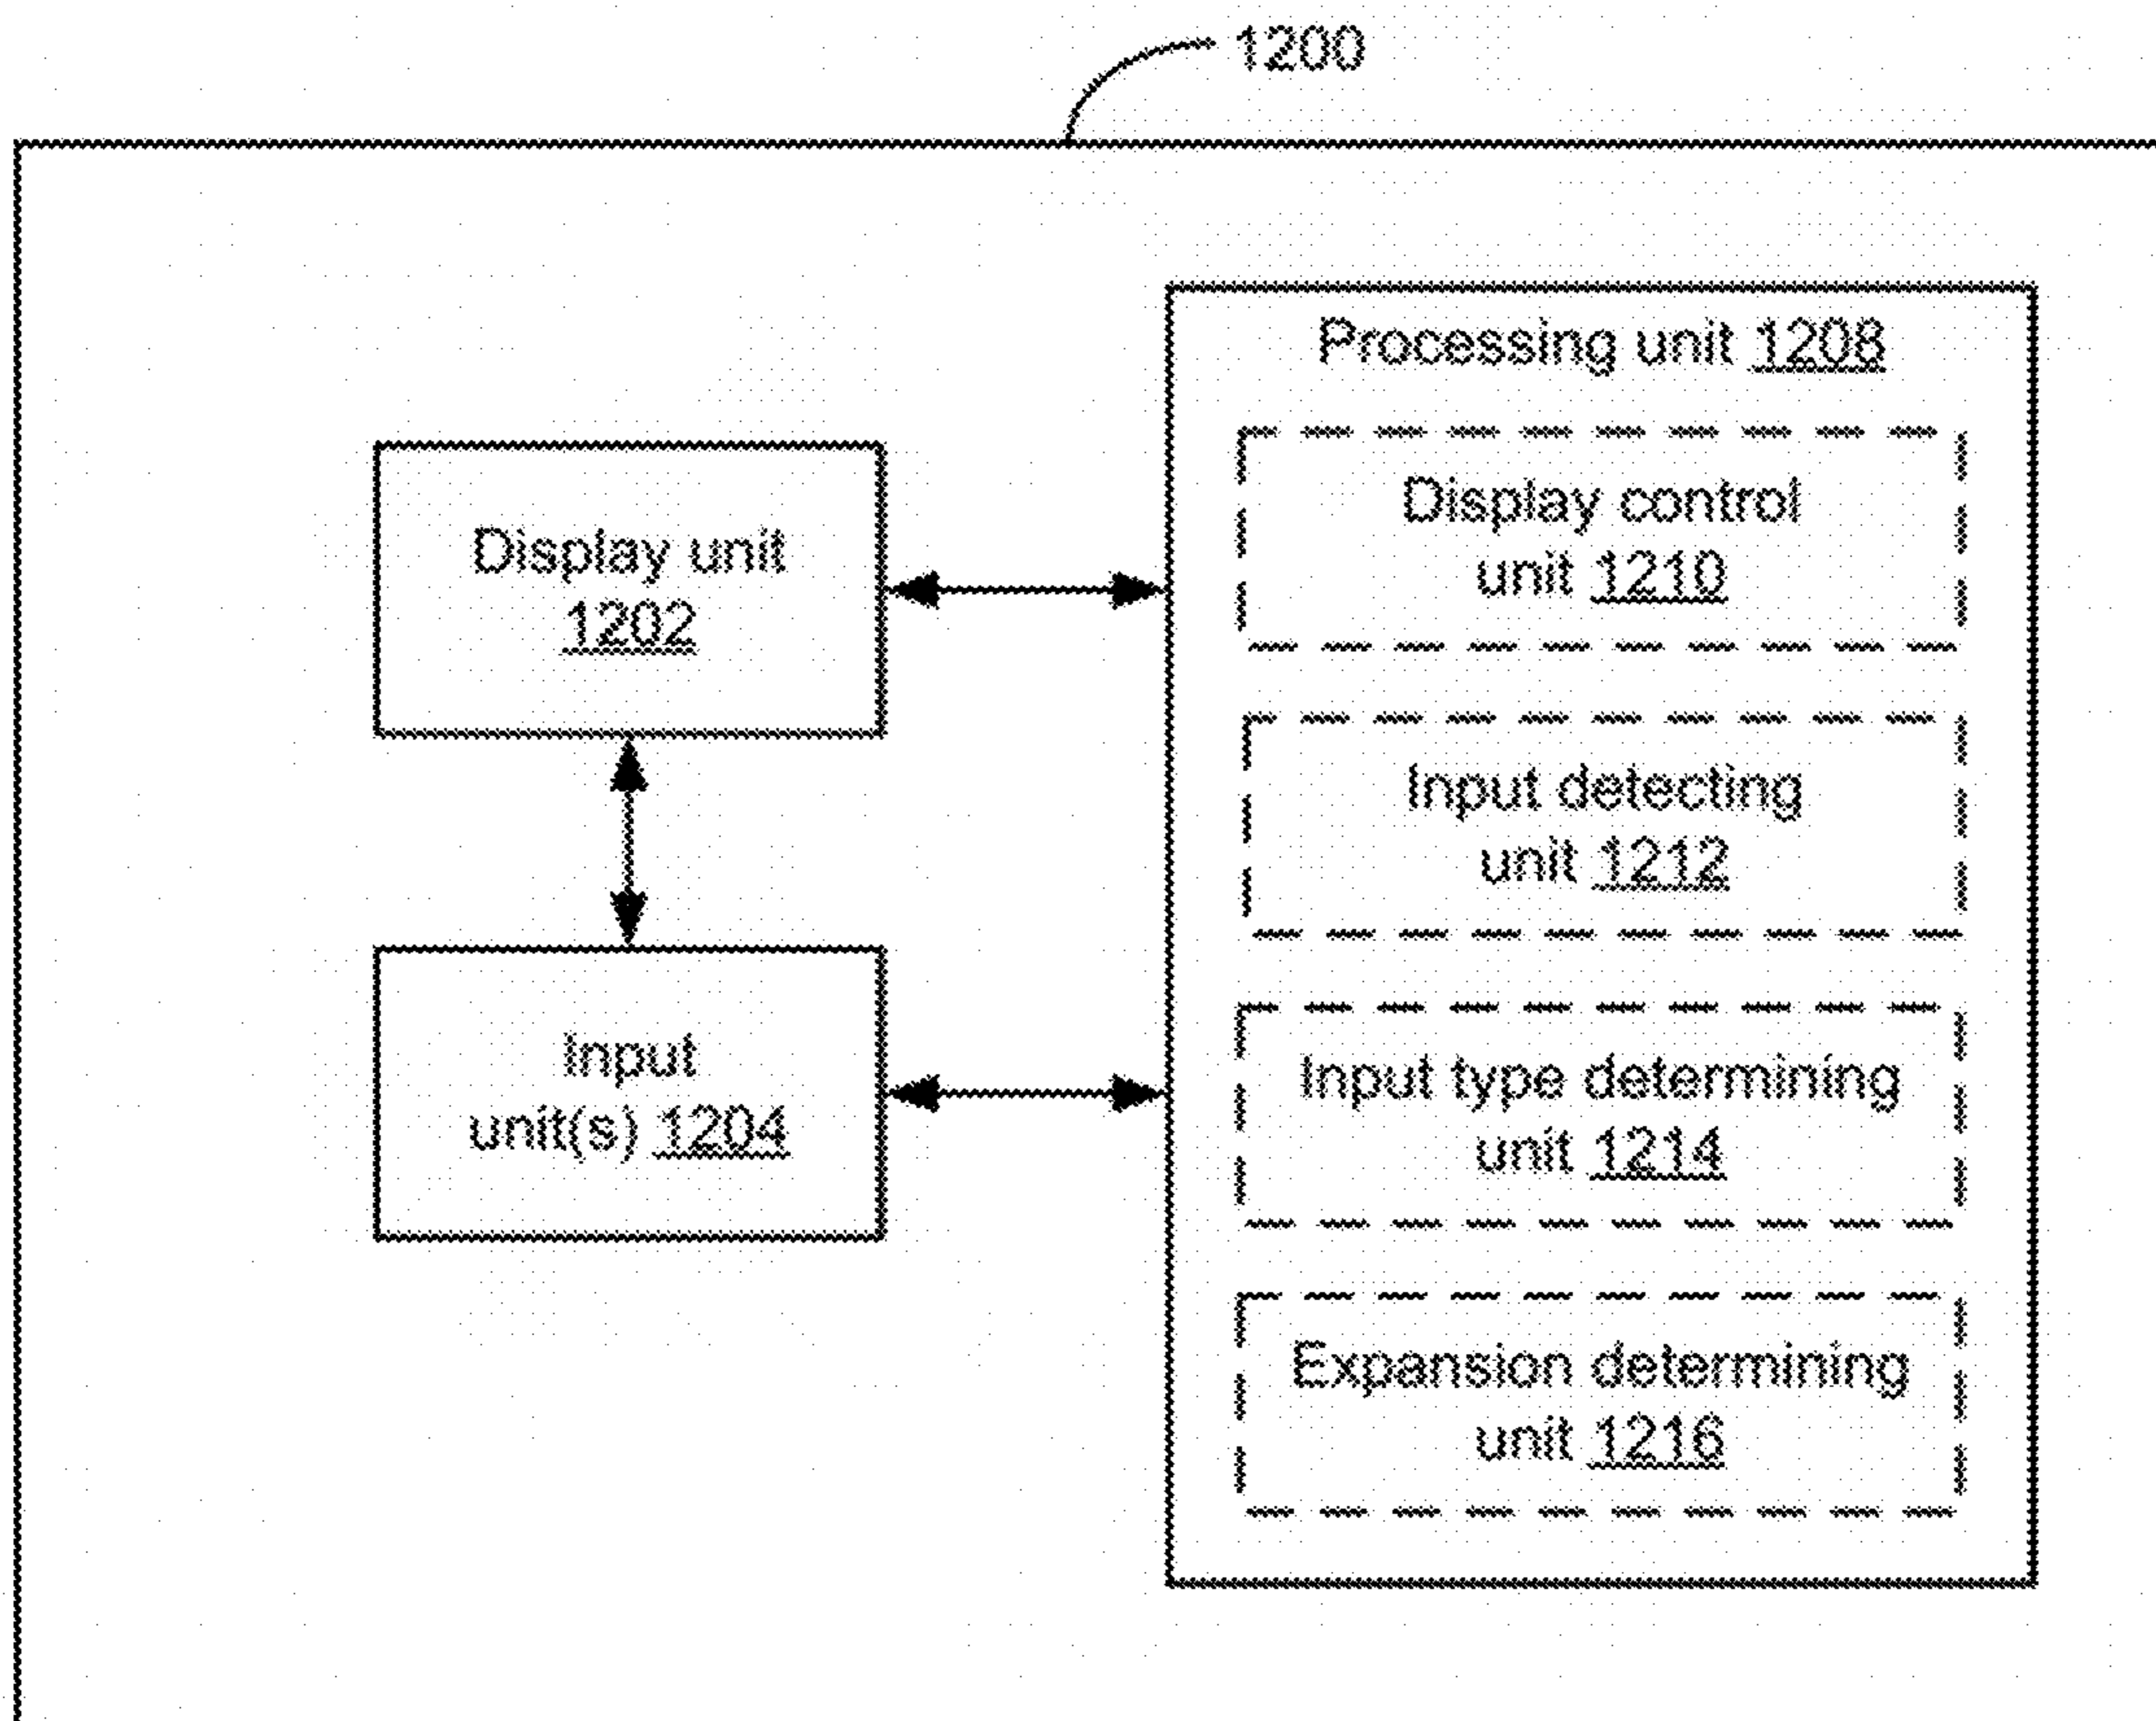 1200
Processing unit 1208
Display control
unit 1210
Display unit
1202
Input detecting
unit 1212
Input
unit(s) 1204
Input type determining
unit 1214
Expansion determining
unit 1216